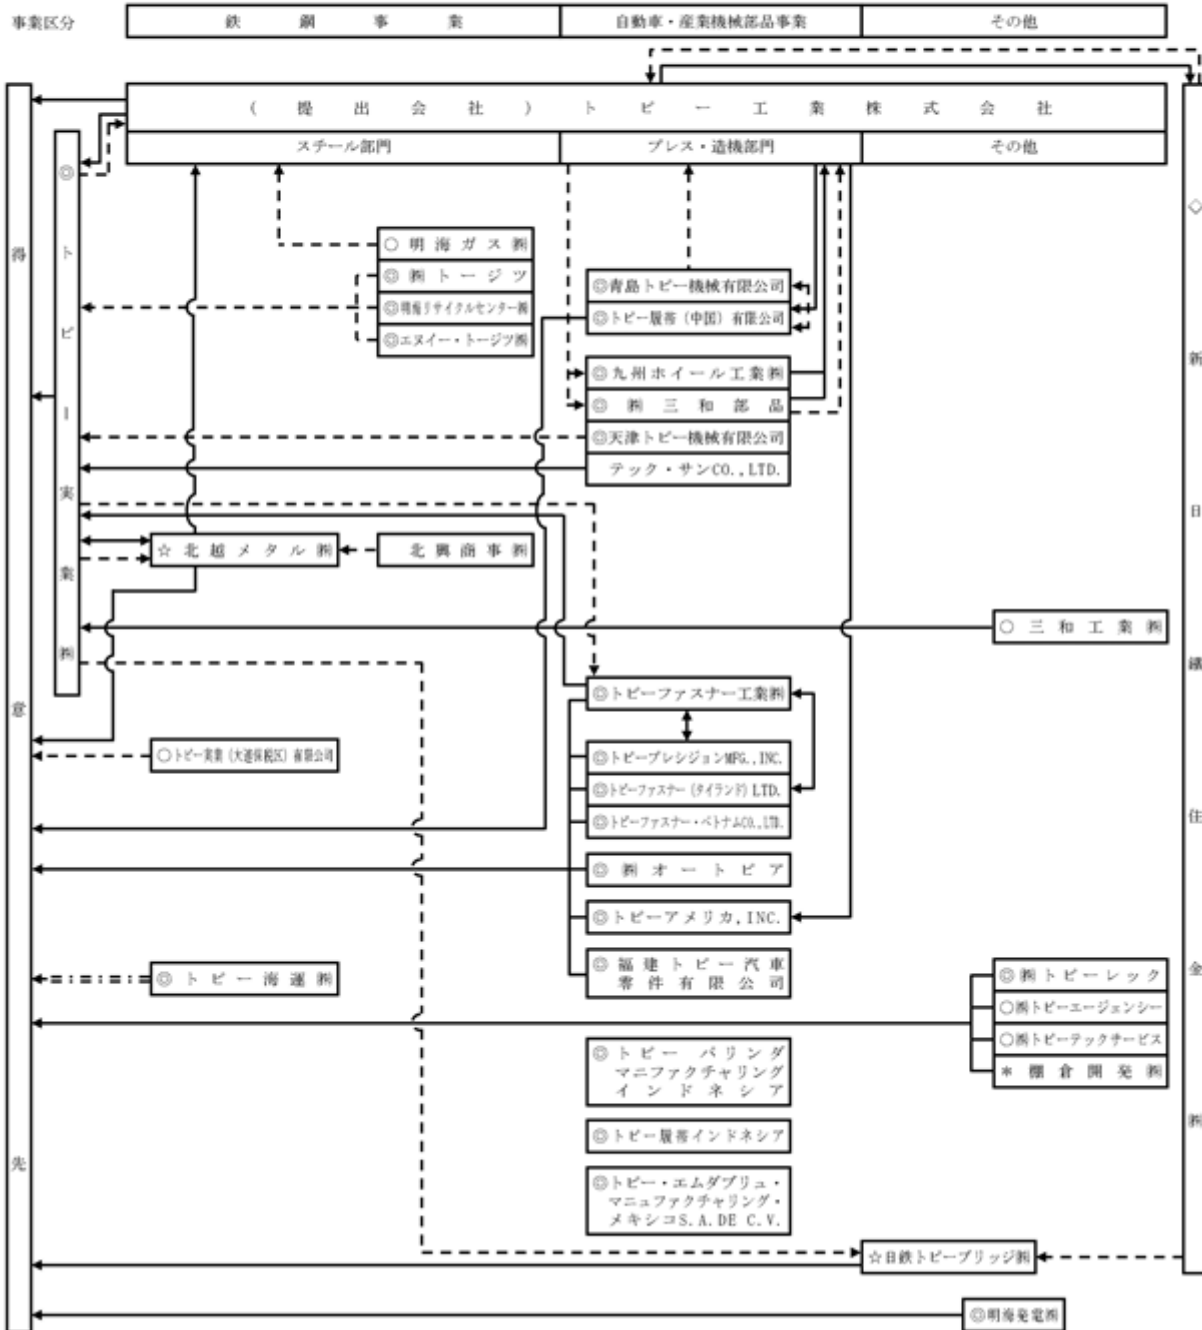 事業区分
鉄鋼事業
自動車・産業機械部品事業
その他
(提出会社)トピー工業株式会社
スチール部門
プレス・造機部門
その他
得意先
◎トピー実業㈱
◇新日鐵住金㈱
○明海ガス㈱
◎㈱トージツ
◎明海リサイクルセンター㈱
◎エヌイー・トージツ㈱
◎青島トピー機械有限公司
◎トピー履帯(中国)有限公司
◎九州ホイール工業㈱
◎㈱三和部品
◎天津トピー機械有限公司
テック・サンCO.,LTD.
☆北越メタル㈱
北興商事㈱
○三和工業㈱
◎トピーファスナー工業㈱
○トピー実業(大連保税区)有限公司
◎トピープレシジョンMFG.,INC.
◎トピーファスナー(タイランド)LTD.
◎トピーファスナー・ベトナムCO.,LTD.
◎㈱オートピア
◎トピーアメリカ,INC.
◎福建トピー汽車
零件有限公司
◎トピー海運㈱
◎㈱トピーレック
○㈱トピーエージェンシー
○㈱トピーテックサービス
*棚倉開発㈱
◎トピー パリンダ
マニファクチャリング
インドネシア
◎トピー履帯インドネシア
◎トピー・エムダブリュ・
マニュファクチャリング・
メキシコS.A.DE C.V.
☆日鉄トピーブリッジ㈱
◎明海発電㈱